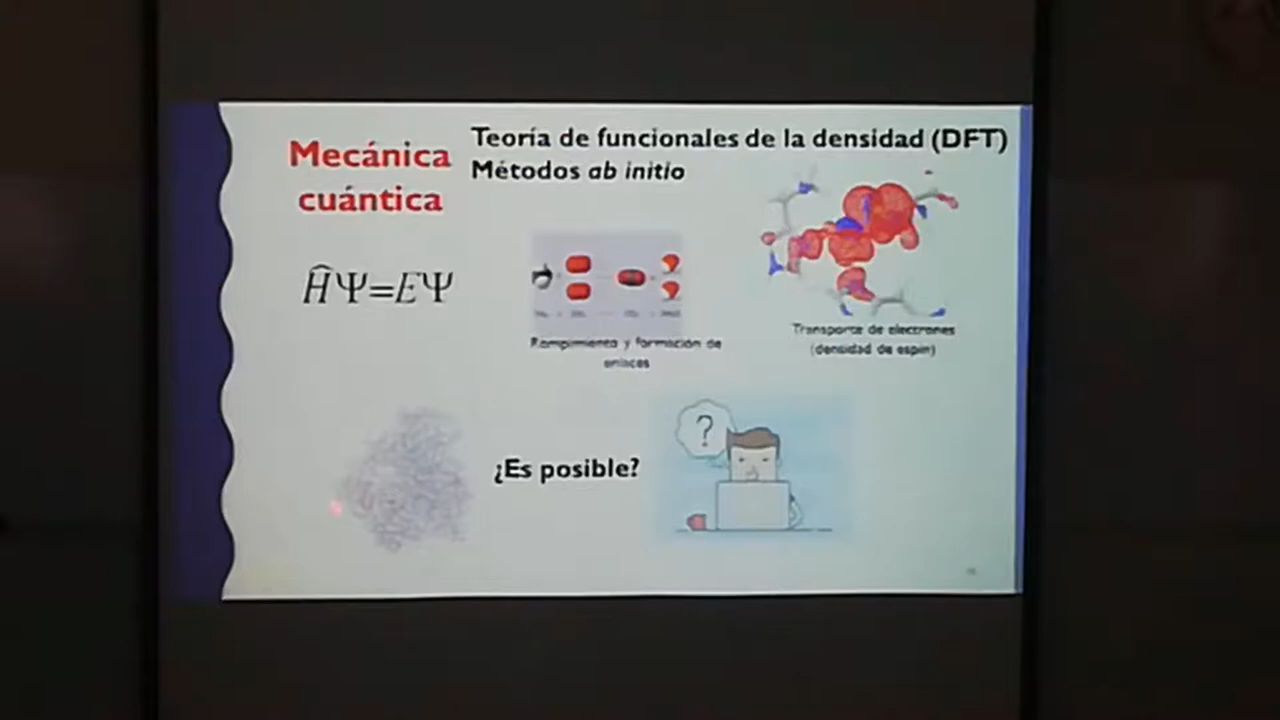 Mecánica
cuántica
Teoría de funcionales de la densidad (DFT)
Métodos ab initio
ĤΨ=EΨ
Rompimiento y formación de
enlaces
Transporte de electrones
(densidad de espín)
¿Es posible?
?